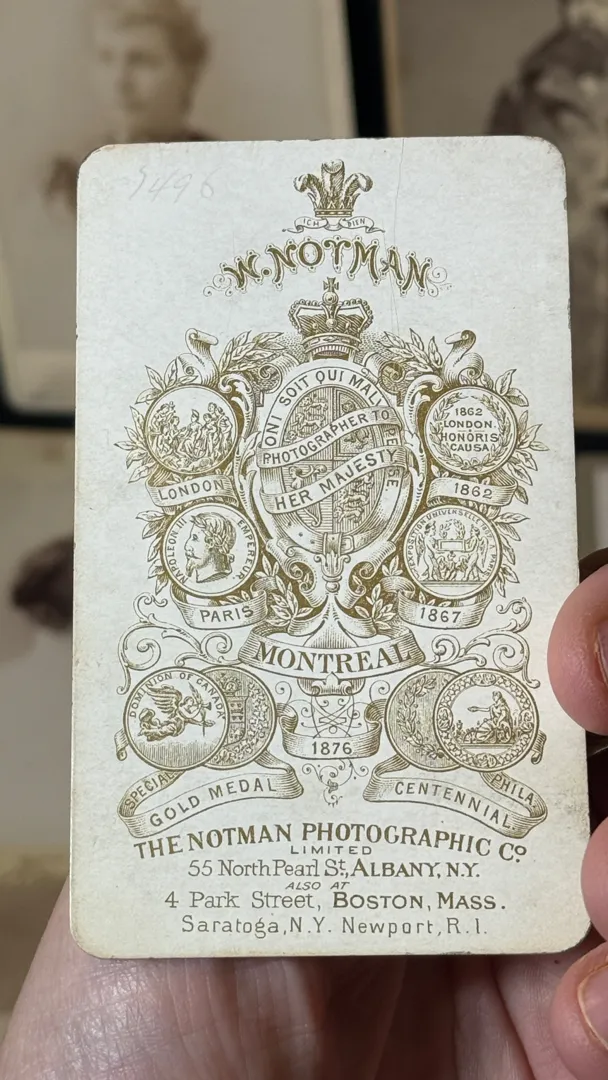 5496
ICH DIEN
W. NOTMAN
HONI SOIT QUI MAL Y PENSE
PHOTOGRAPHER TO
HER MAJESTY
1862
LONDON
HONORIS
CAUSA
LONDON
1862
NAPOLEON III EMPEREUR
EXPOSITION UNIVERSELLE
PARIS
1867
MONTREAL
DOMINION OF CANADA
1876
SPECIAL
GOLD MEDAL
CENTENNIAL
PHILA
THE NOTMAN PHOTOGRAPHIC Co.
LIMITED
55 North Pearl St., ALBANY, N.Y.
ALSO AT
4 Park Street, BOSTON, MASS.
Saratoga, N.Y. Newport, R.I.